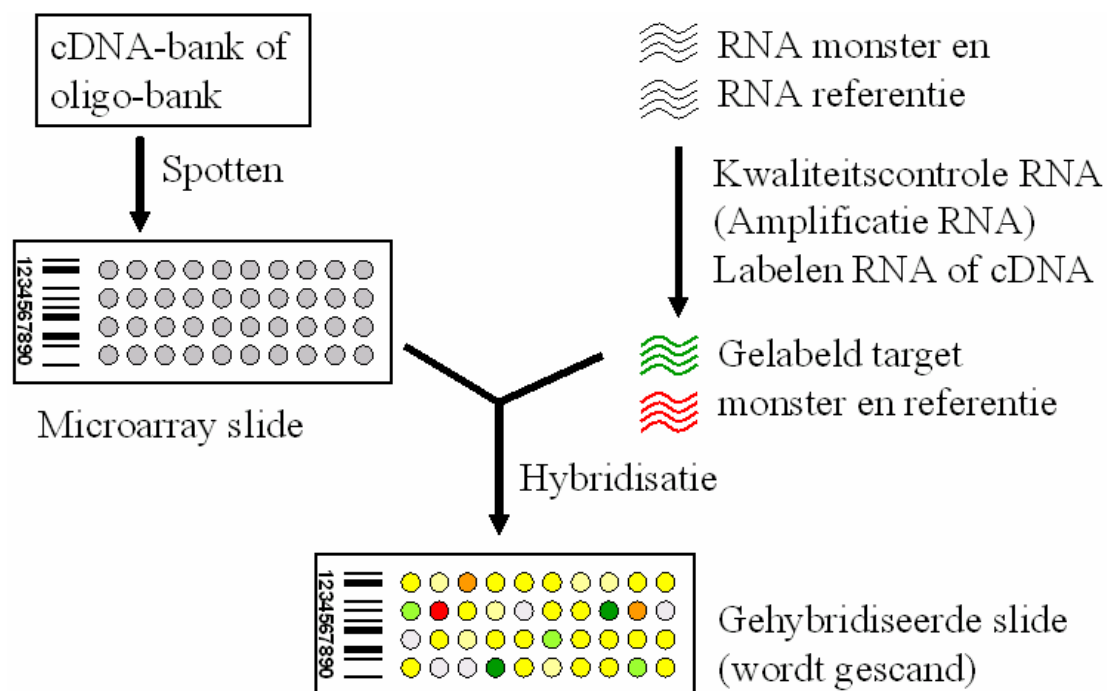 cDNA-bank of
oligo-bank
Spotten
1234567890
Microarray slide
RNA monster en
RNA referentie
Kwaliteitscontrole RNA
(Amplificatie RNA)
Labelen RNA of cDNA
Gelabeld target
monster en referentie
Hybridisatie
1234567890
Gehybridiseerde slide
(wordt gescand)